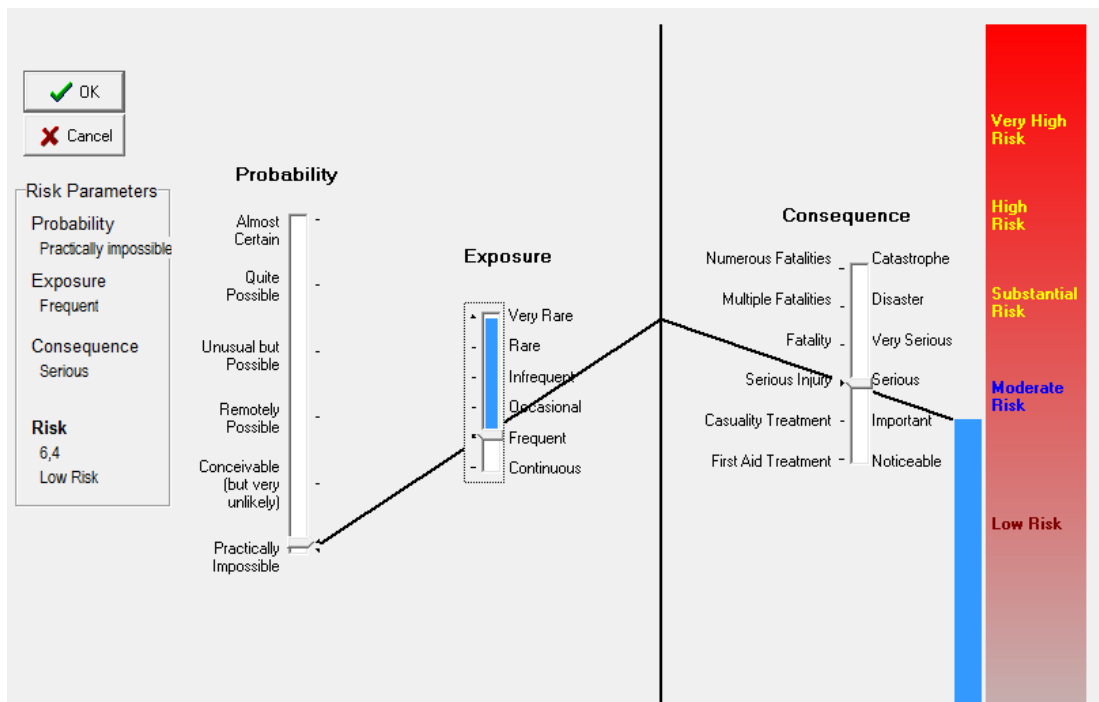 OK
Cancel
Risk Parameters
Probability
Practically impossible
Exposure
Frequent
Consequence
Serious
Risk
6,4
Low Risk
Probability
Almost
Certain
Quite
Possible
Unusual but
Possible
Remotely
Possible
Conceivable
(but very
unlikely)
Practically
Impossible
Exposure
Very Rare
Rare
Infrequent
Occasional
Frequent
Continuous
Consequence
Numerous Fatalities
Catastrophe
Multiple Fatalities
Disaster
Fatality
Very Serious
Serious Injury
Serious
Casuality Treatment
Important
First Aid Treatment
Noticeable
Very High
Risk
High
Risk
Substantial
Risk
Moderate
Risk
Low Risk